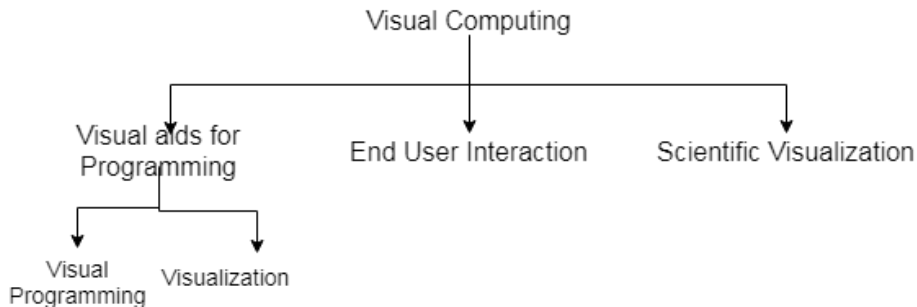 Visual Computing
Visual aids for
Programming
End User Interaction
Scientific Visualization
Visual
Programming
Visualization